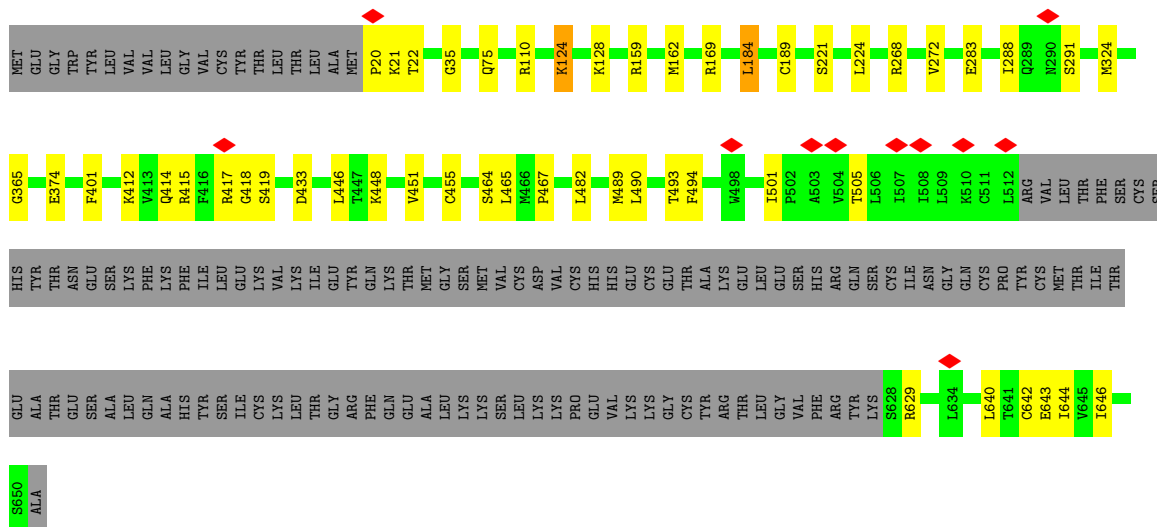 MET GLU GLY TRP TYR LEU VAL VAL LEU GLY VAL CYS TYR THR LEU THR LEU ALA MET P20 K21 T22 G35 Q75 R110 K124 K128 R159 M162 R169 L184 C189 S221 L224 R268 V272 E283 I288 Q289 N290 S291 M324
G365 E374 F401 K412 V413 Q414 R415 F416 R417 G418 S419 D433 L446 T447 K448 V451 C455 S464 L465 M466 P467 L482 M489 L490 T493 F494 W498 I501 P502 A503 V504 T505 L506 I507 I508 L509 K510 C511 L512 ARG VAL LEU THR PHE SER CYS SER
HIS TYR THR ASN GLU SER LYS PHE LYS PHE ILE LEU GLU LYS VAL LYS ILE GLU TYR GLN LYS THR MET GLY SER MET VAL CYS ASP VAL CYS HIS HIS GLU CYS GLU THR ALA LYS GLU LEU GLU SER HIS ARG GLN SER CYS ILE ASN GLY GLN CYS PRO TYR CYS MET THR ILE THR
GLU ALA THR GLU SER ALA LEU GLN ALA HIS TYR SER ILE CYS LYS LEU THR GLY ARG PHE GLN GLU ALA LEU LYS LYS SER LEU LYS LYS PRO GLU VAL LYS LYS GLY CYS TYR ARG THR LEU GLY VAL PHE ARG TYR LYS S628 R629 L634 L640 T641 C642 E643 I644 V645 I646
S650 ALA